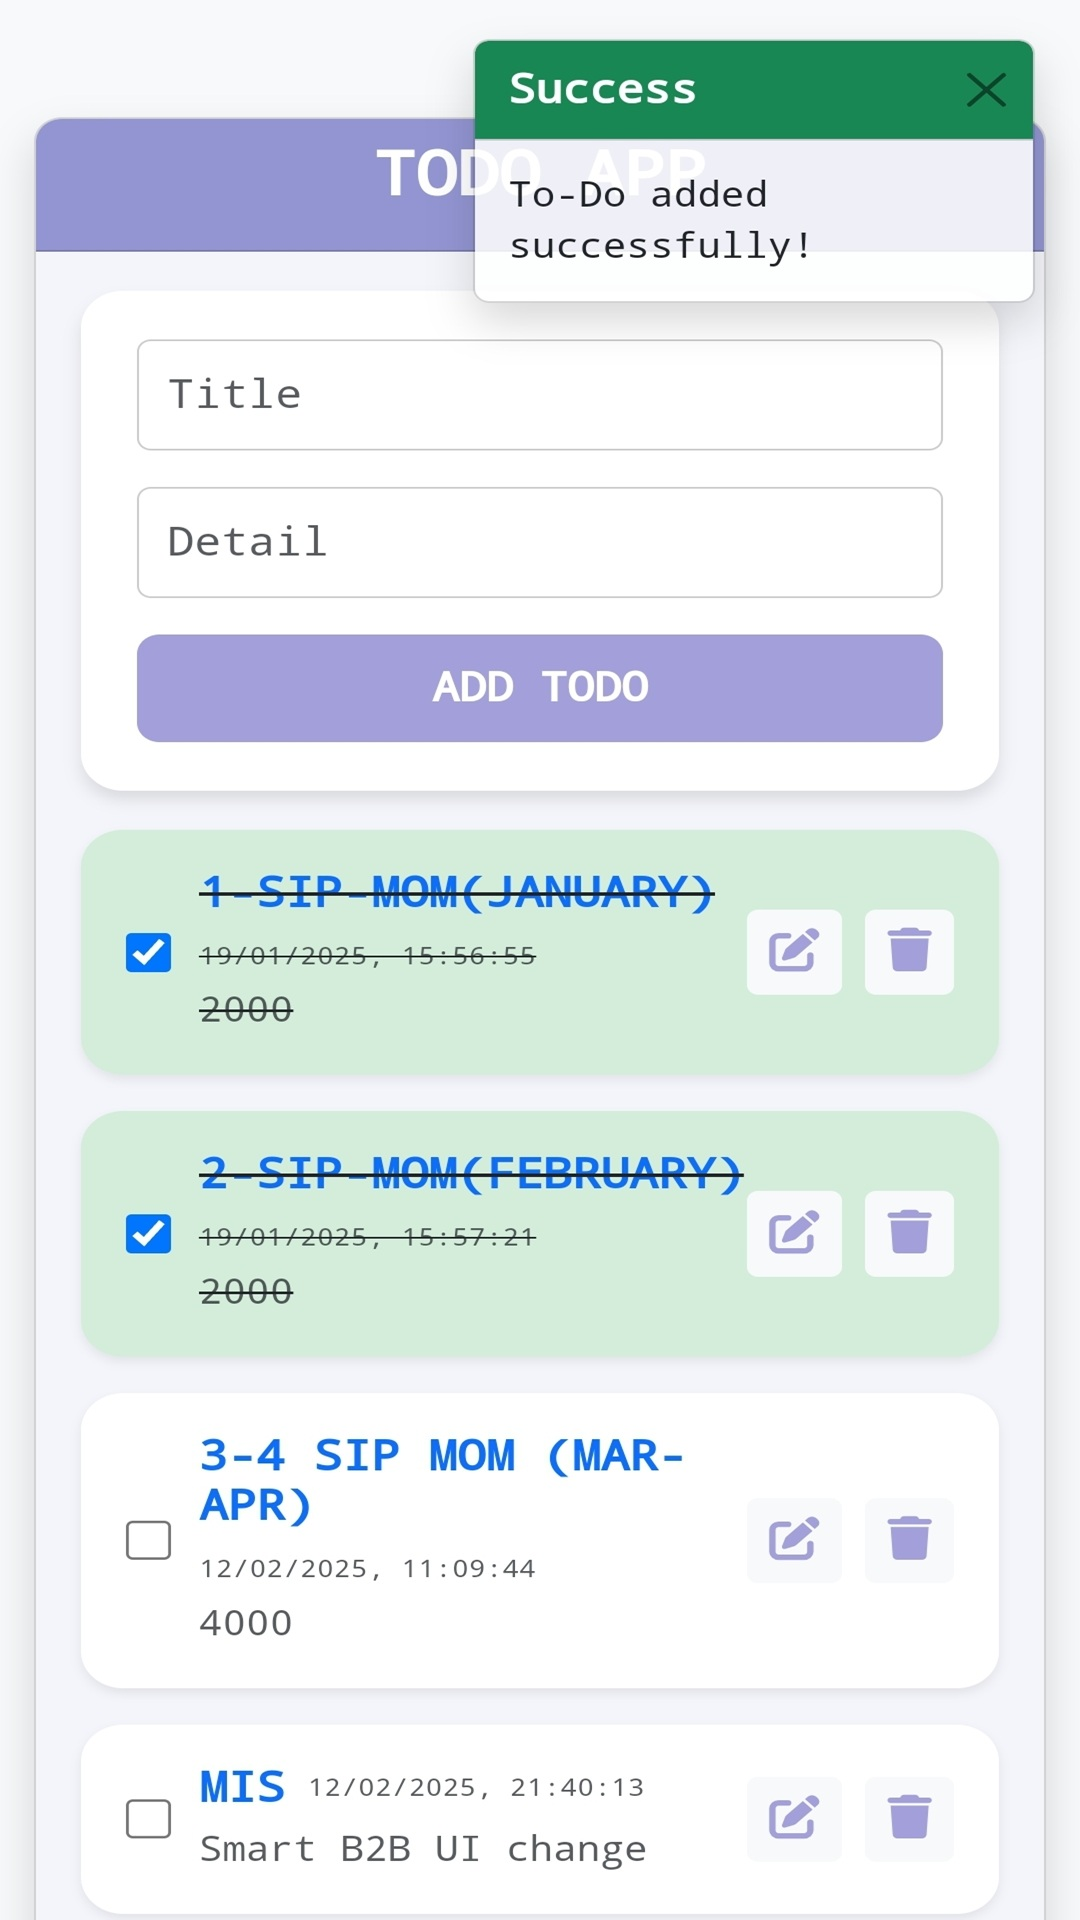 Success
TODO APP
To-Do added
successfully!
Title
Detail
ADD TODO
1-SIP-MOM(JANUARY)
19/01/2025, 15:56:55
2000
2-SIP-MOM(FEBRUARY)
19/01/2025, 15:57:21
2000
3-4 SIP MOM (MAR-
APR)
12/02/2025, 11:09:44
4000
MIS 12/02/2025, 21:40:13
Smart B2B UI change